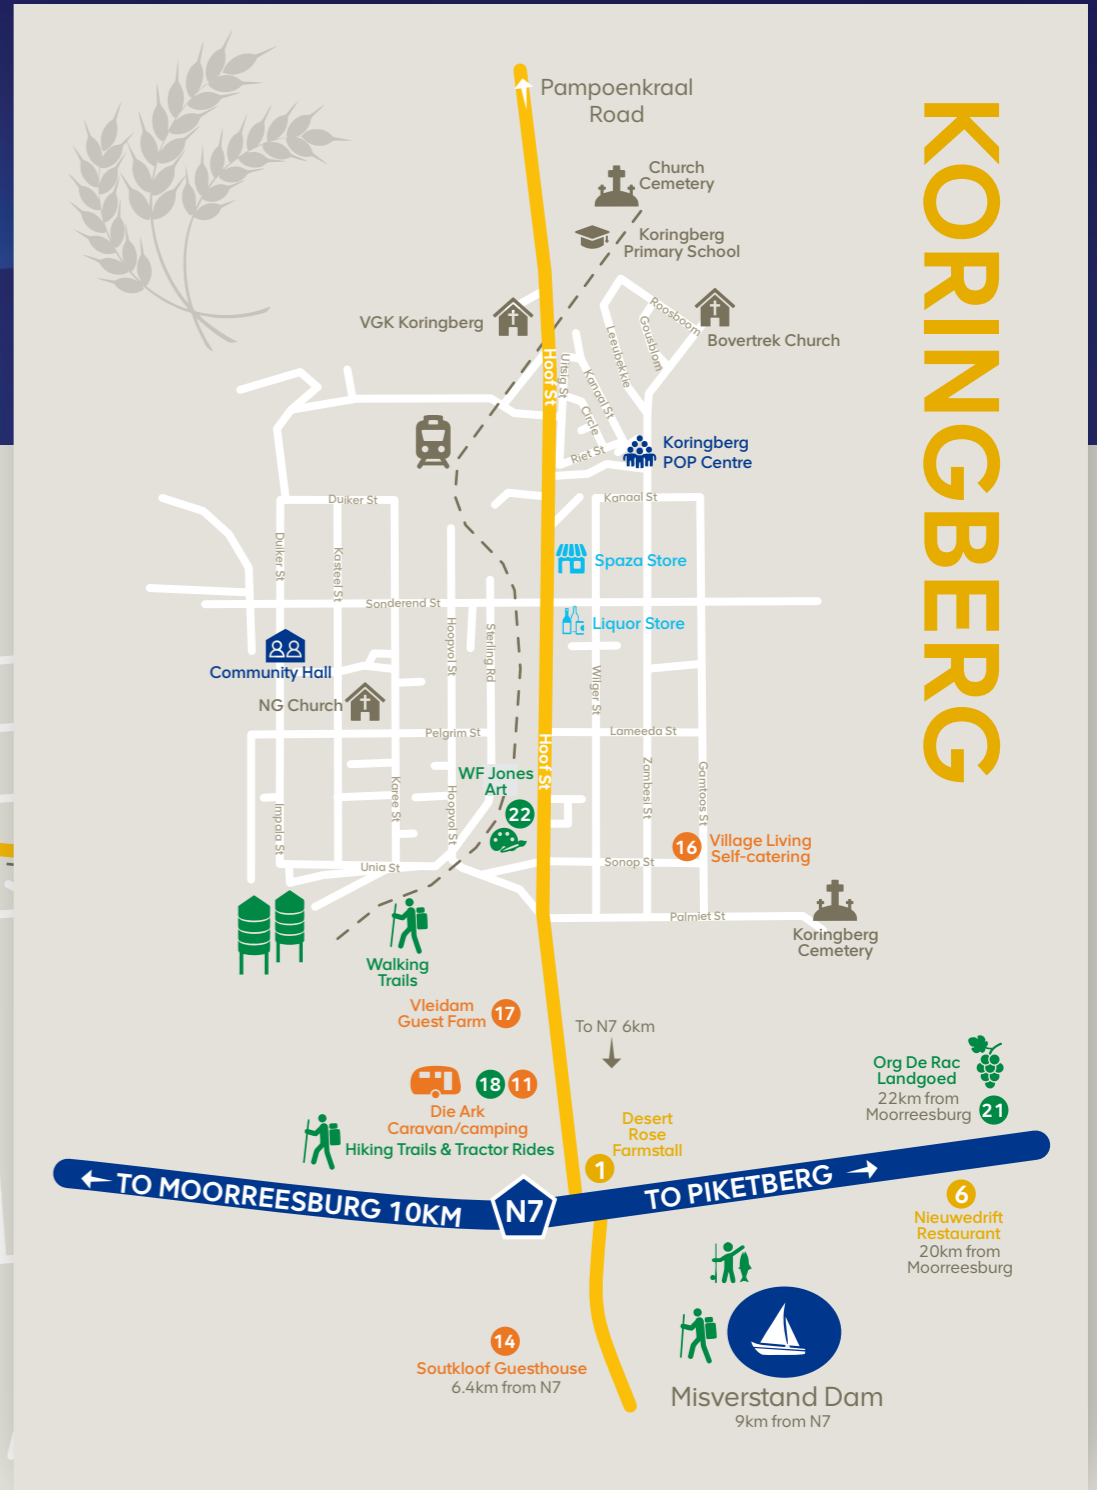 KORINGBERG
Pampoenkraal
Road
Church
Cemetery
Koringberg
Primary School
VGK Koringberg
Roosboom
Bovertrek Church
Gousblom
Leeubekkie
Hoof St
Uitsig St
Kanaal St
Circle
Riet St
Koringberg
POP Centre
Duiker St
Kanaal St
Duiker St
Kasteel St
Spaza Store
Sonderend St
Liquor Store
Hoopvol St
Sterling Rd
Community Hall
NG Church
Wilger St
Pelgrim St
Lameeda St
Hoof St
WF Jones
Art
22
Zambesi St
Gamtoos St
Karee St
Hoopvol St
Impala St
16
Village Living
Self-catering
Unia St
Sonop St
Palmiet St
Koringberg
Cemetery
Walking
Trails
Vleidam
Guest Farm
17
To N7 6km
Org De Rac
Landgoed
22km from
Moorreesburg
21
18
11
Die Ark
Caravan/camping
Hiking Trails & Tractor Rides
Desert
Rose
Farmstall
1
TO MOORREESBURG 10KM
N7
TO PIKETBERG
6
Nieuwedrift
Restaurant
20km from
Moorreesburg
14
Soutkloof Guesthouse
6.4km from N7
Misverstand Dam
9km from N7